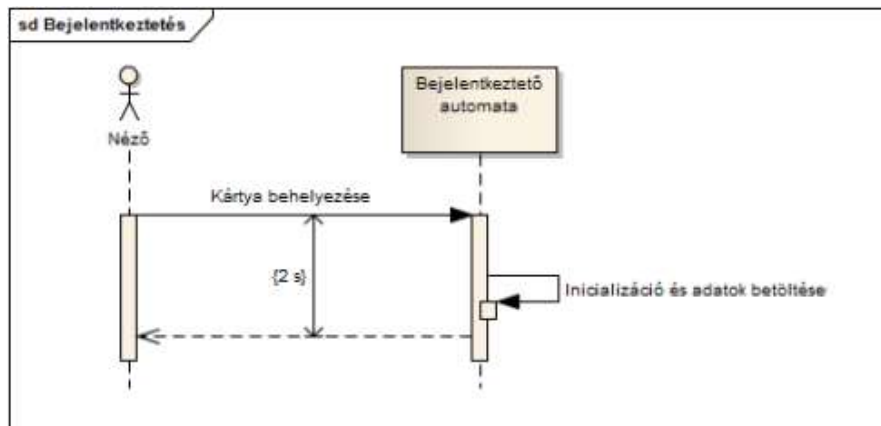 sd Bejelentkeztetés
Néző
Bejelentkeztető
automata
Kártya behelyezése
{2 s}
Inicializáció és adatok betöltése